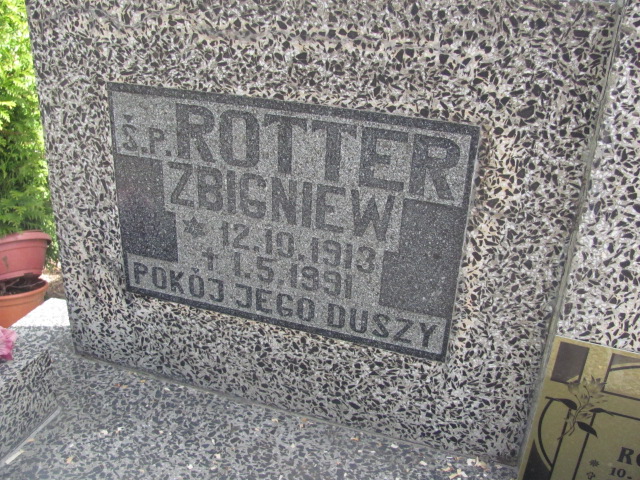 Ś.P. ROTTER
ZBIGNIEW
* 12.10.1913
† 1.5.1991
POKÓJ JEGO DUSZY